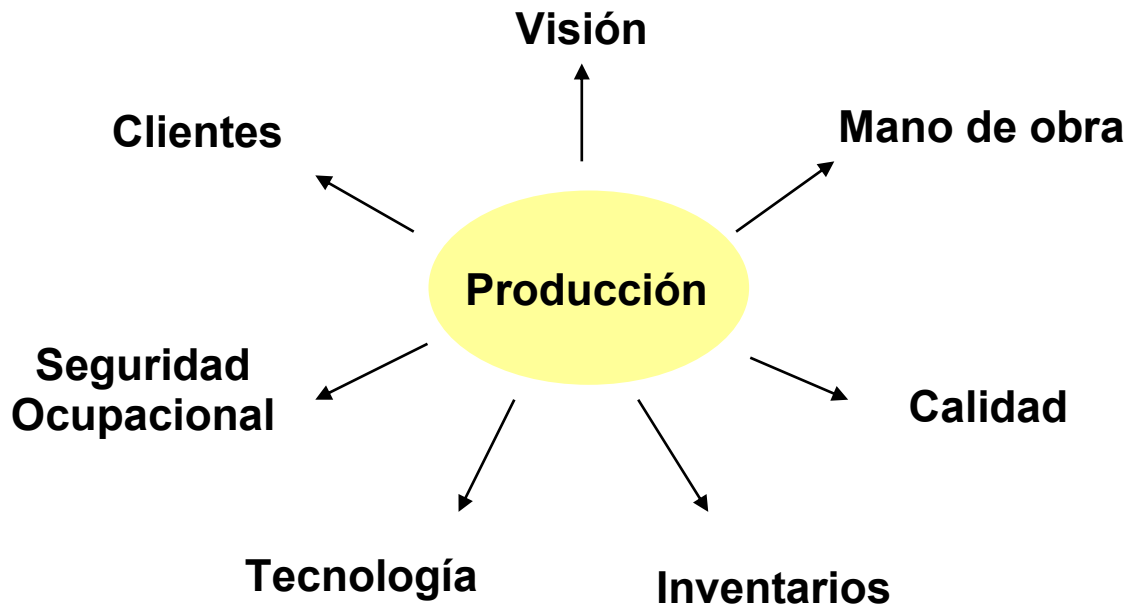 Visión
Clientes
Mano de obra
Producción
Seguridad
Ocupacional
Calidad
Tecnología
Inventarios